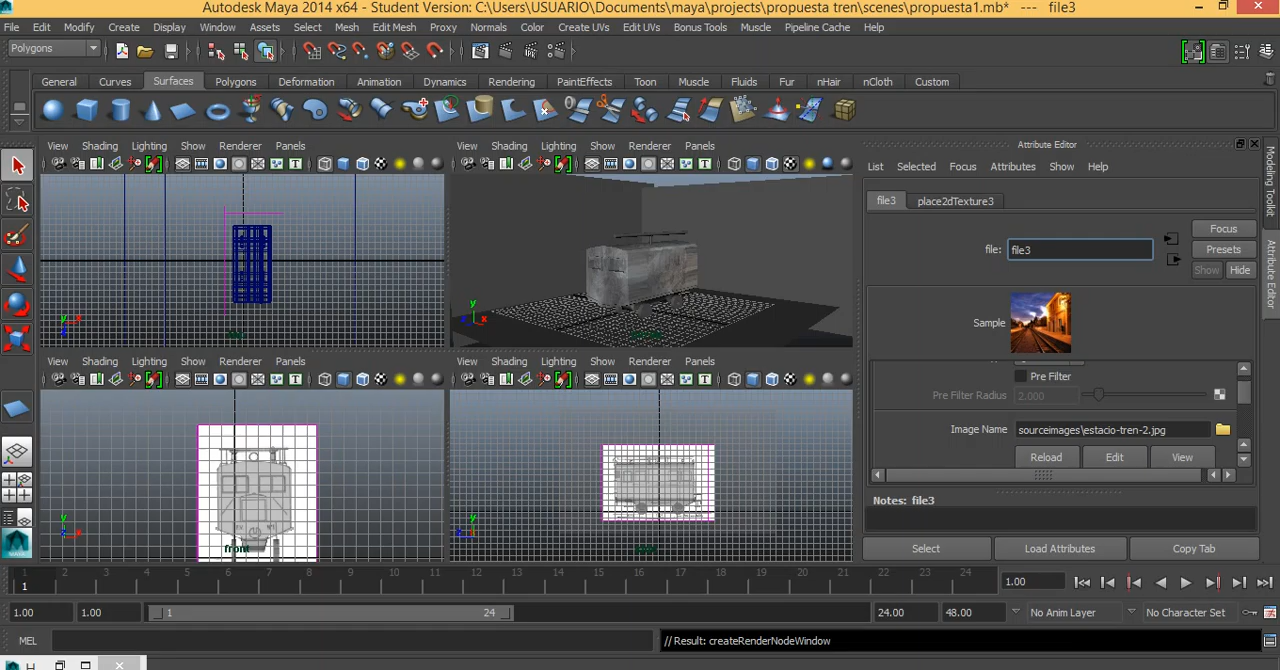 Autodesk Maya 2014 x64 - Student Version: C:\Users\USUARIO\Documents\maya\projects\propuesta tren\scenes\propuesta1.mb* --- file3
File Edit Modify Create Display Window Assets Select Mesh Edit Mesh Proxy Normals Color Create UVs Edit UVs Bonus Tools Muscle Pipeline Cache Help
Polygons
General Curves Surfaces Polygons Deformation Animation Dynamics Rendering PaintEffects Toon Muscle Fluids Fur nHair nCloth Custom
View Shading Lighting Show Renderer Panels
View Shading Lighting Show Renderer Panels
Attribute Editor
List Selected Focus Attributes Show Help
file3 place2dTexture3
file: file3
Focus
Presets
Show Hide
Sample
Pre Filter
Pre Filter Radius 2.000
Image Name sourceimages\estacio-tren-2.jpg
Reload Edit View
Notes: file3
Select Load Attributes Copy Tab
Modeling Toolkit
Attribute Editor
View Shading Lighting Show Renderer Panels
View Shading Lighting Show Renderer Panels
front
1 2 3 4 5 6 7 8 9 10 11 12 13 14 15 16 17 18 19 20 21 22 23 24
1
1.00
1.00 1.00 1 24 24.00 48.00 No Anim Layer No Character Set
MEL // Result: createRenderNodeWindow